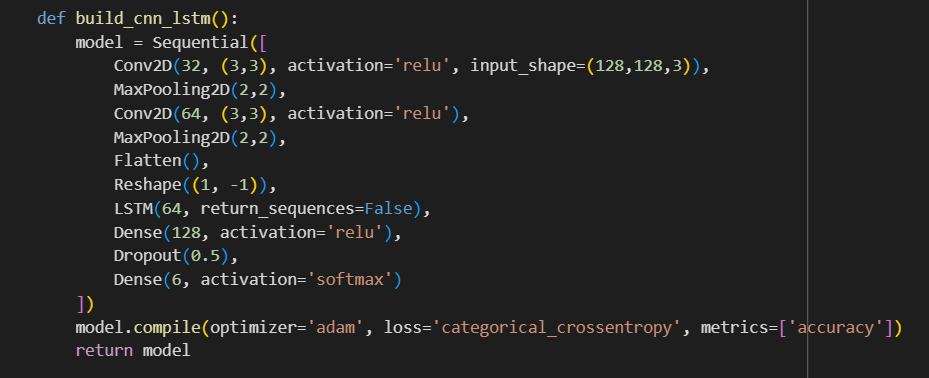 def build_cnn_lstm():
    model = Sequential([
        Conv2D(32, (3,3), activation='relu', input_shape=(128,128,3)),
        MaxPooling2D(2,2),
        Conv2D(64, (3,3), activation='relu'),
        MaxPooling2D(2,2),
        Flatten(),
        Reshape((1, -1)),
        LSTM(64, return_sequences=False),
        Dense(128, activation='relu'),
        Dropout(0.5),
        Dense(6, activation='softmax')
    ])
    model.compile(optimizer='adam', loss='categorical_crossentropy', metrics=['accuracy'])
    return model